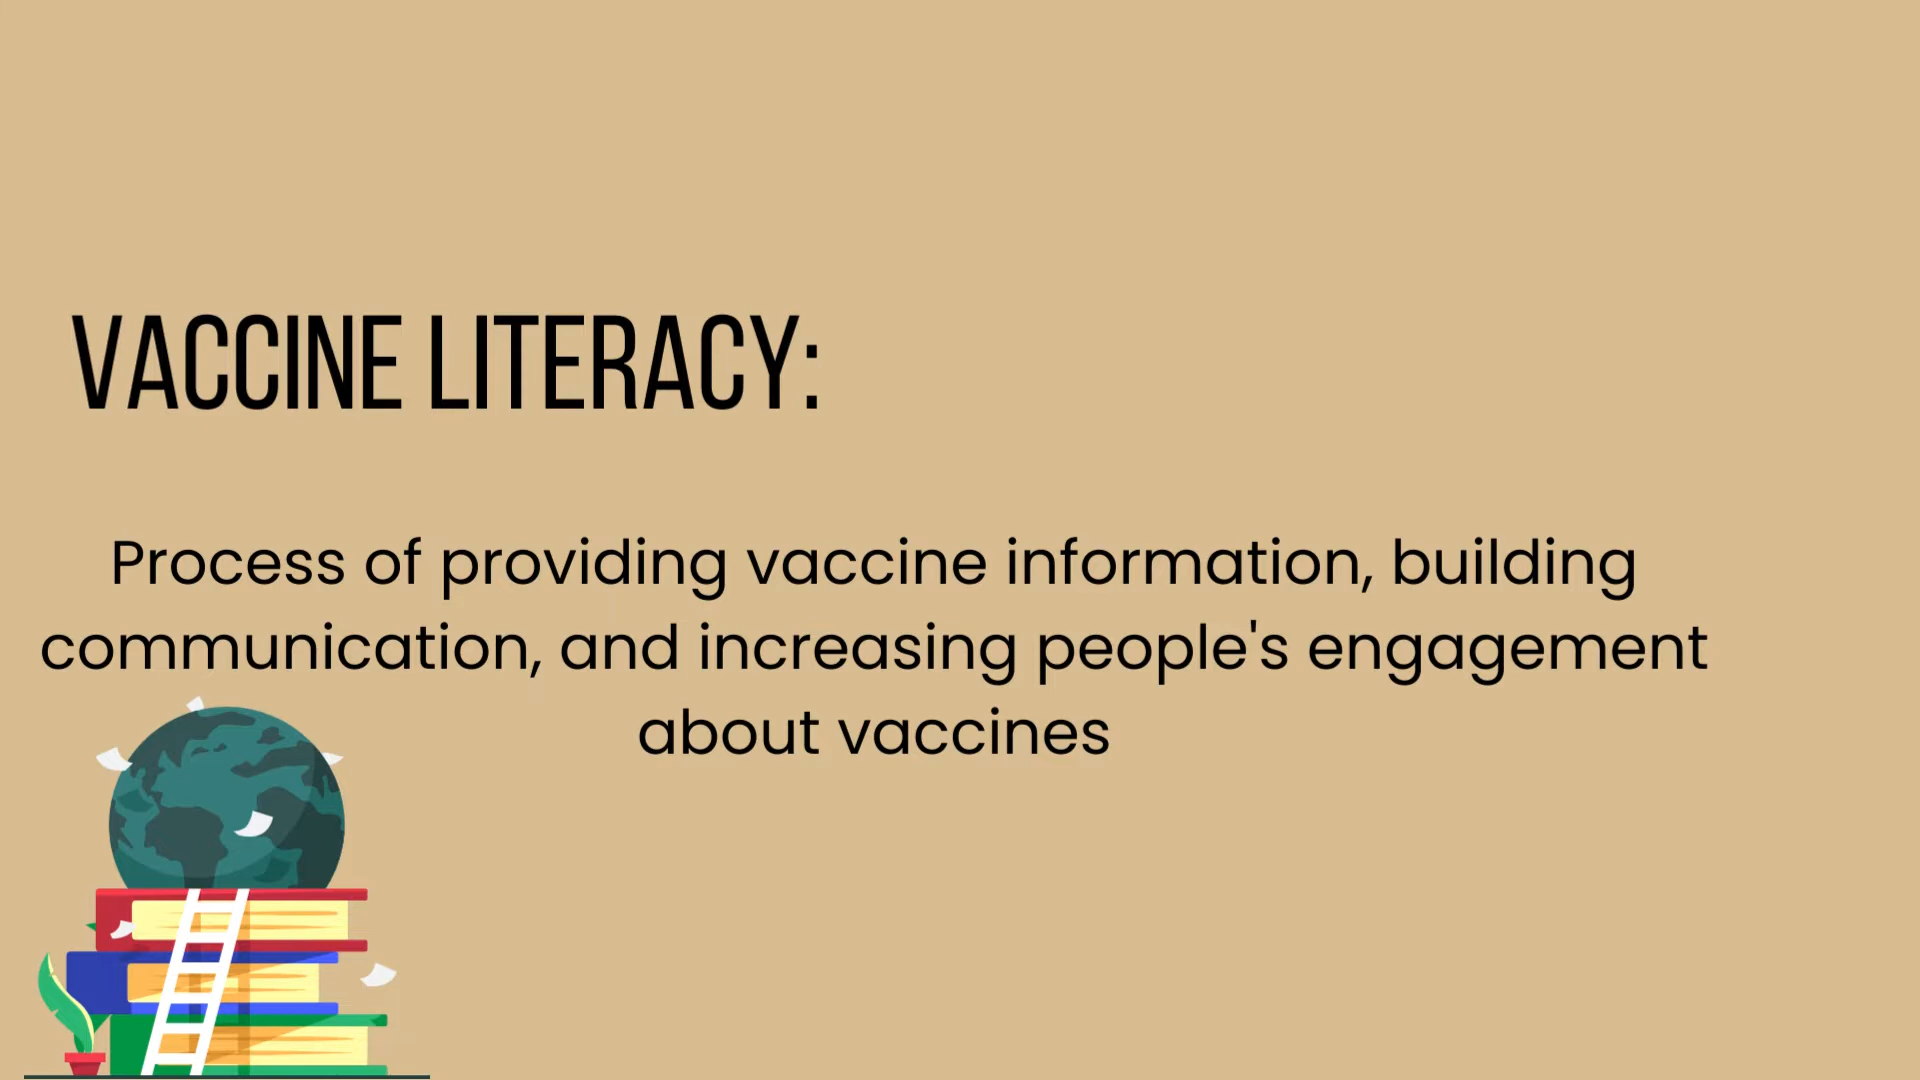 VACCINE LITERACY:
Process of providing vaccine information, building
communication, and increasing people's engagement
about vaccines